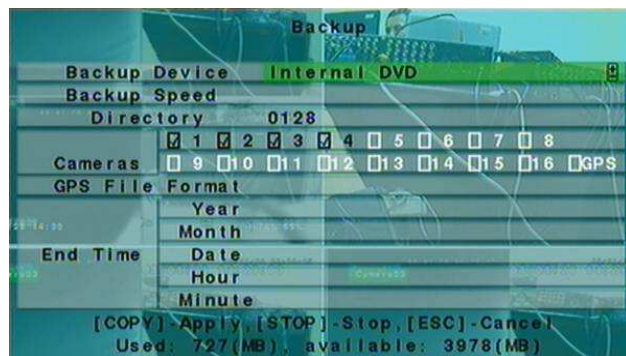 Backup
Backup Device Internal DVD
Backup Speed
Directory 0128
☑ 1 ☑ 2 ☑ 3 ☑ 4 ☐ 5 ☐ 6 ☐ 7 ☐ 8
Cameras ☐ 9 ☐10 ☐11 ☐12 ☐13 ☐14 ☐15 ☐16 ☐GPS
GPS File Format
Year
Month
End Time Date
Hour
Camera03
Minute
[COPY]-Apply,[STOP]-Stop,[ESC]-Cancel
Used: 727(MB), available: 3978(MB)